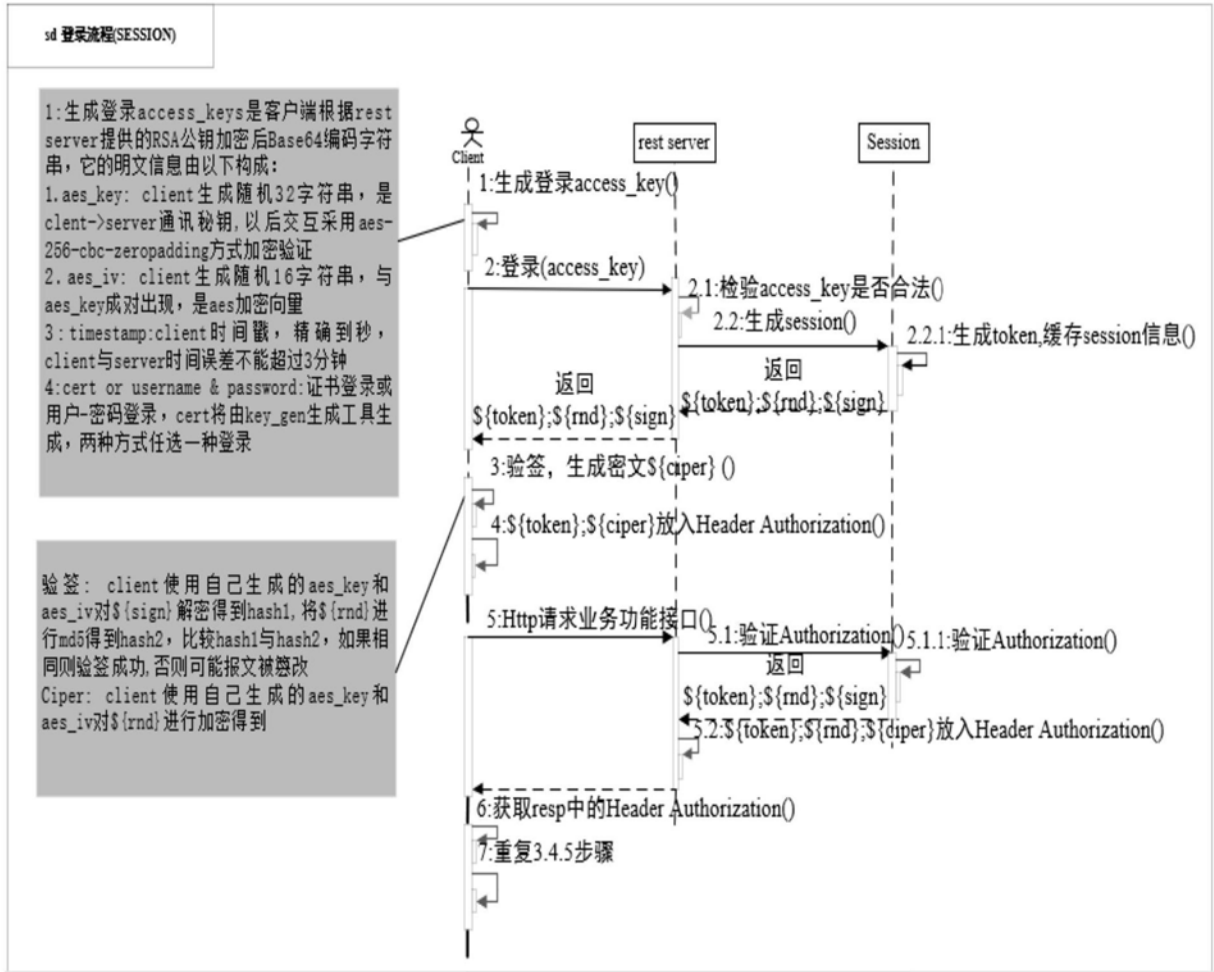 sd 登录流程(SESSION)
1:生成登录access_keys是客户端根据rest
server提供的RSA公钥加密后Base64编码字符
串，它的明文信息由以下构成：
1.aes_key: client生成随机32字符串，是
clent->server通讯秘钥,以后交互采用aes-
256-cbc-zeropadding方式加密验证
2. aes_iv: client生成随机16字符串，与
aes_key成对出现，是aes加密向量
3:timestamp:client时间戳，精确到秒，
client与server时间误差不能超过3分钟
4:cert or username & password:证书登录或
用户-密码登录，cert将由key_gen生成工具生
成，两种方式任选一种登录
验签: client使用自己生成的aes_key和
aes_iv对${sign}解密得到hash1,将${rnd}进
行md5得到hash2，比较hash1与hash2，如果相
同则验签成功,否则可能报文被篡改
Ciper: client使用自己生成的aes_key和
aes_iv对${rnd}进行加密得到
Client
rest server
Session
1:生成登录access_key()
2:登录(access_key)
2.1:检验access_key是否合法()
2.2:生成session()
2.2.1:生成token,缓存session信息()
返回
${token};${rnd};${sign}
返回
${token};${rnd};${sign}
3:验签，生成密文${ciper} ()
4:${token};${ciper}放入Header Authorization()
5:Http请求业务功能接口()
5.1:验证Authorization()
5.1.1:验证Authorization()
返回
${token};${rnd};${sign}
5.2:${token};${rnd};${ciper}放入Header Authorization()
6:获取resp中的Header Authorization()
7:重复3.4.5步骤